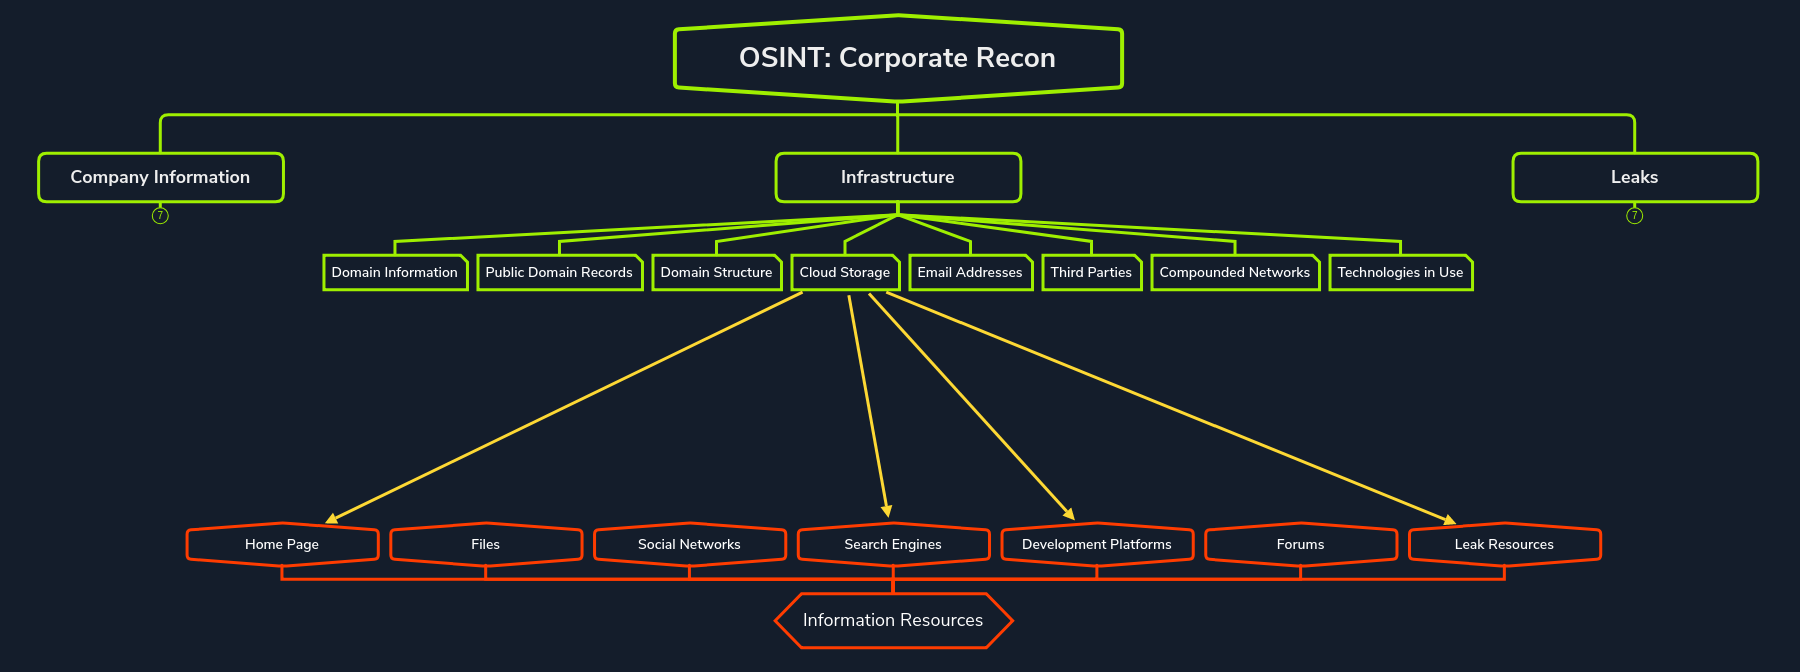 OSINT: Corporate Recon
Company Information
Infrastructure
Leaks
7
7
Domain Information
Public Domain Records
Domain Structure
Cloud Storage
Email Addresses
Third Parties
Compounded Networks
Technologies in Use
Home Page
Files
Social Networks
Search Engines
Development Platforms
Forums
Leak Resources
Information Resources